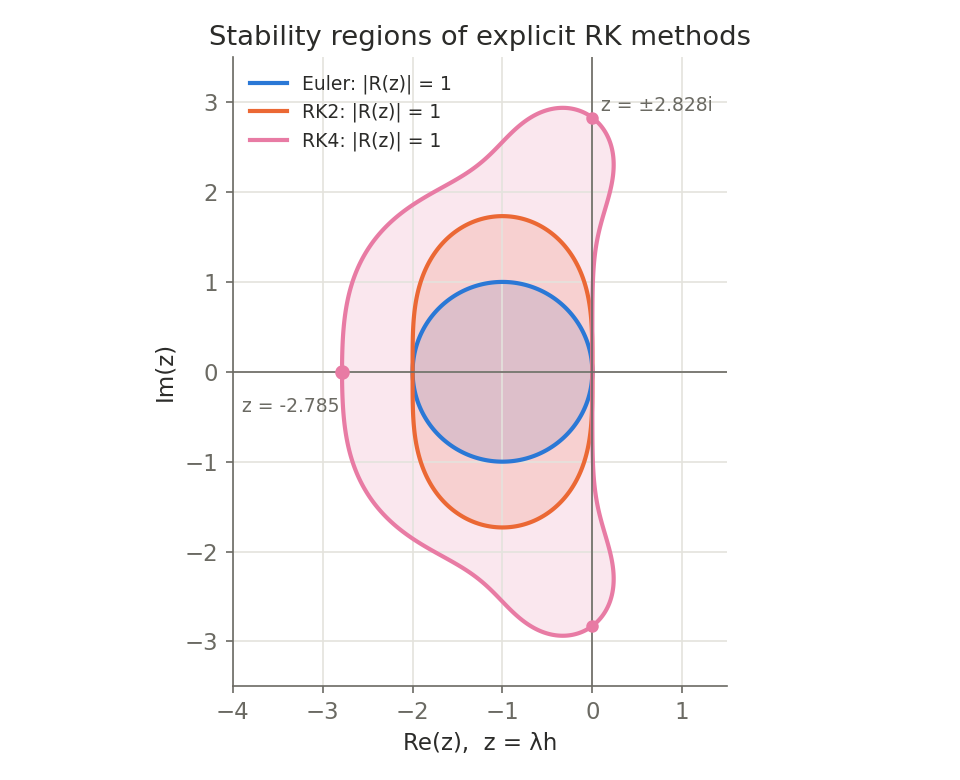 Stability regions of explicit RK methods
Euler: |R(z)| = 1
RK2: |R(z)| = 1
RK4: |R(z)| = 1
z = ±2.828i
z = -2.785
Im(z)
3
2
1
0
−1
−2
−3
−4
−3
−2
−1
0
1
Re(z),  z = λh